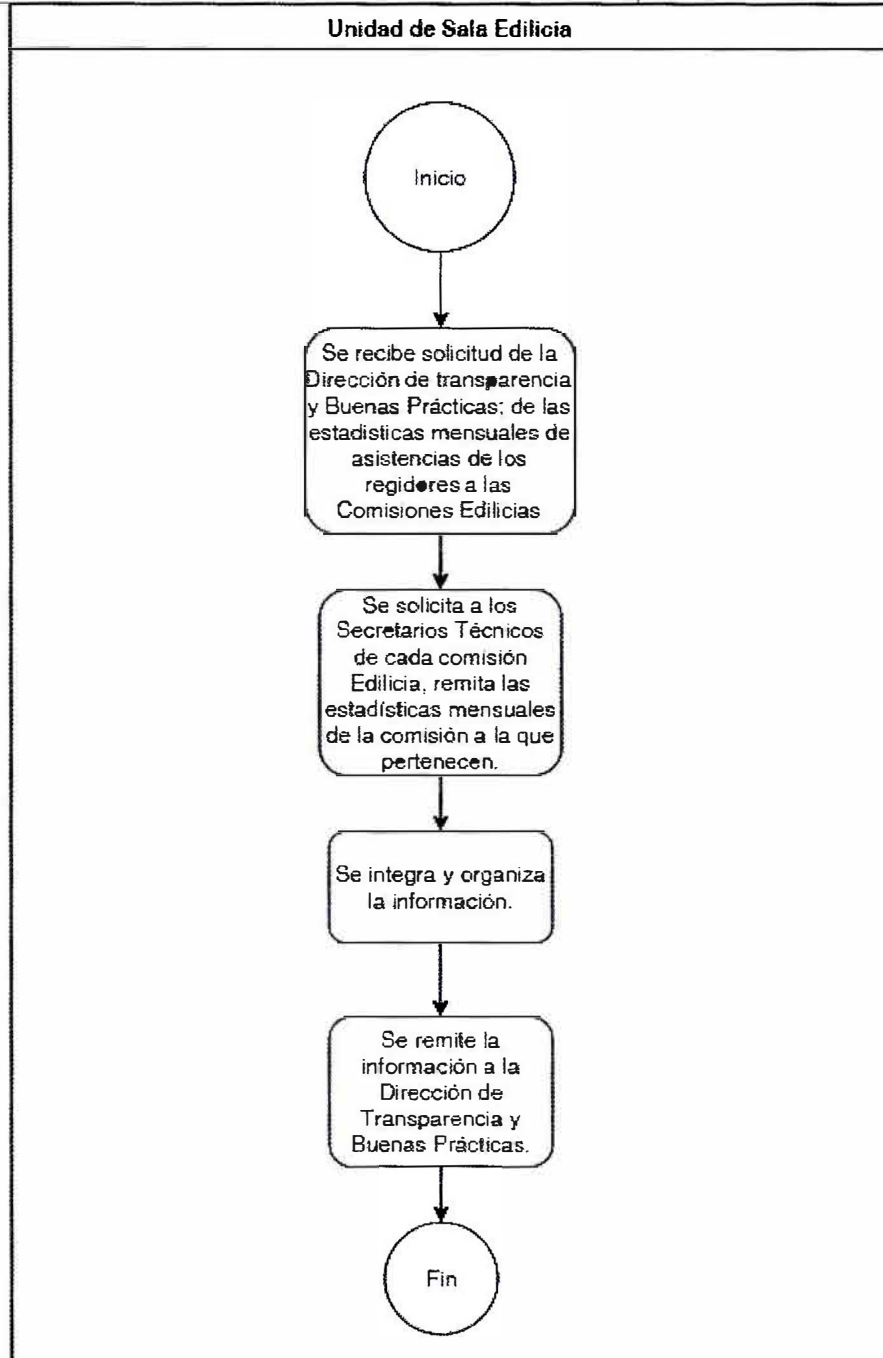 Unidad de Sala Edilicia
Inicio
Se recibe solicitud de la
Dirección de transparencia
y Buenas Prácticas; de las
estadisticas mensuales de
asistencias de los
regidores a las
Comisiones Edilicias
Se solicita a los
Secretarios Técnicos
de cada comisión
Edilicia, remita las
estadísticas mensuales
de la comisión a la que
pertenecen.
Se integra y organiza
la información.
Se remite la
información a la
Dirección de
Transparencia y
Buenas Prácticas.
Fin